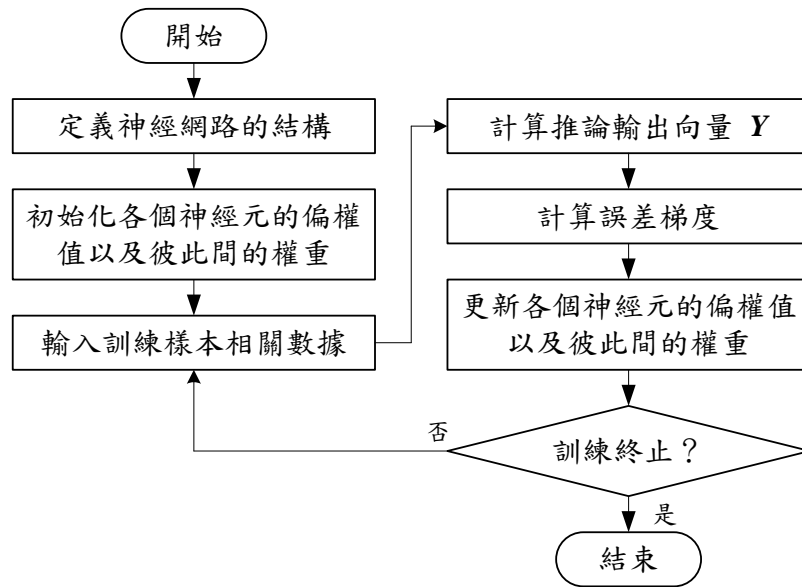 開始
定義神經網路的結構
初始化各個神經元的偏權
值以及彼此間的權重
輸入訓練樣本相關數據
計算推論輸出向量 Y
計算誤差梯度
更新各個神經元的偏權值
以及彼此間的權重
訓練終止？
否
是
結束